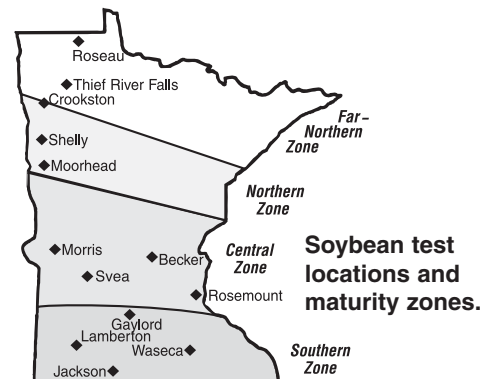 Roseau
Thief River Falls
Crookston
Far–
Northern
Zone
Shelly
Moorhead
Northern
Zone
Morris
Becker
Central
Zone
Svea
Rosemount
Soybean test
locations and
maturity zones.
Gaylord
Lamberton
Waseca
Southern
Zone
Jackson